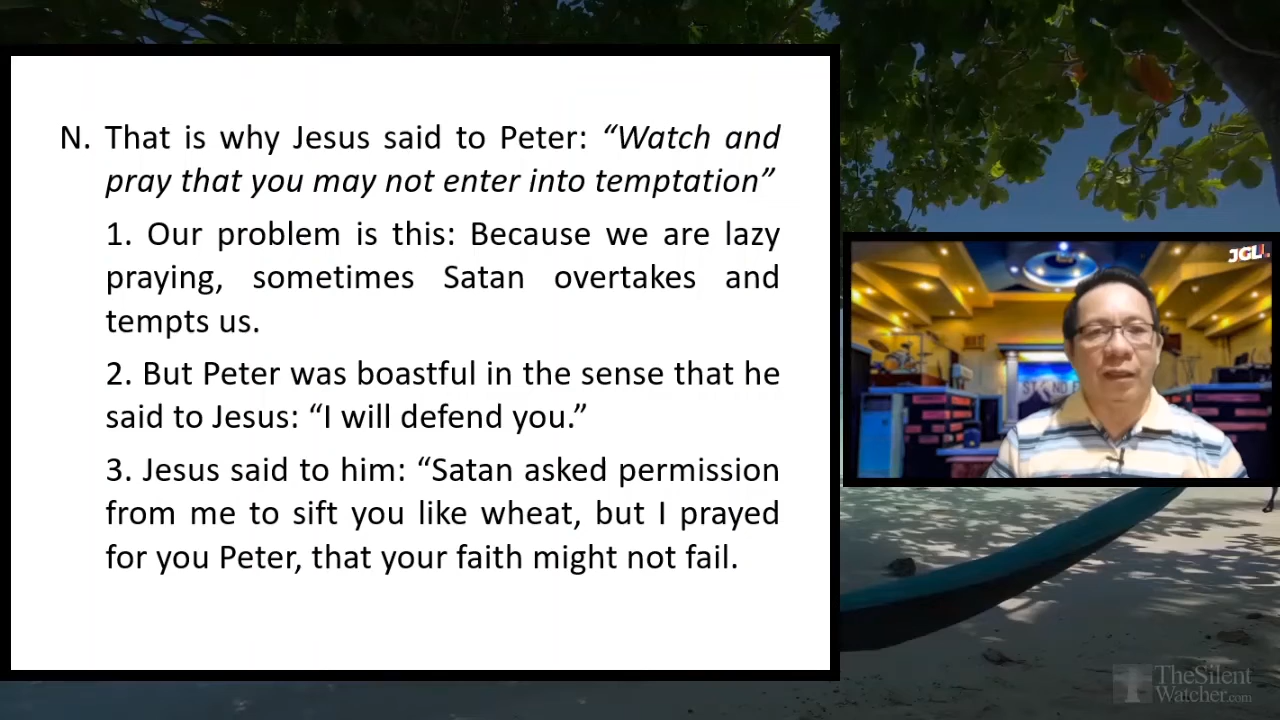 N. That is why Jesus said to Peter: “Watch and
pray that you may not enter into temptation”
1. Our problem is this: Because we are lazy
praying, sometimes Satan overtakes and
tempts us.
2. But Peter was boastful in the sense that he
said to Jesus: “I will defend you.”
3. Jesus said to him: “Satan asked permission
from me to sift you like wheat, but I prayed
for you Peter, that your faith might not fail.
TheSilent
Watcher.com